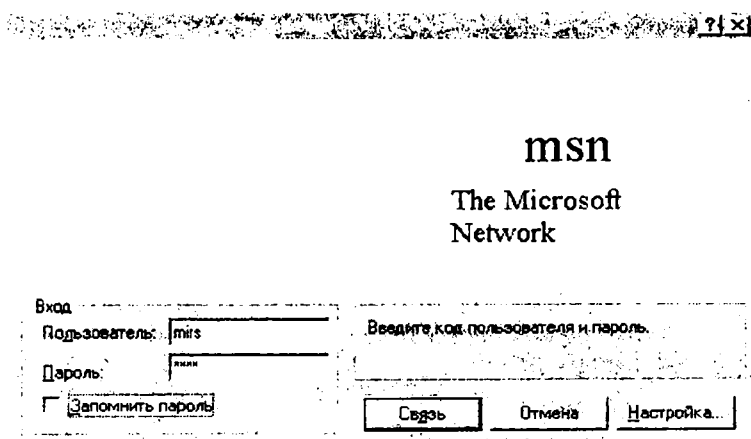 msn
The Microsoft
Network
Вход
Пользователь: mirs
Пароль: ****
Запомнить пароль
Введите код пользователя и пароль.
Связь Отмена Настройка...